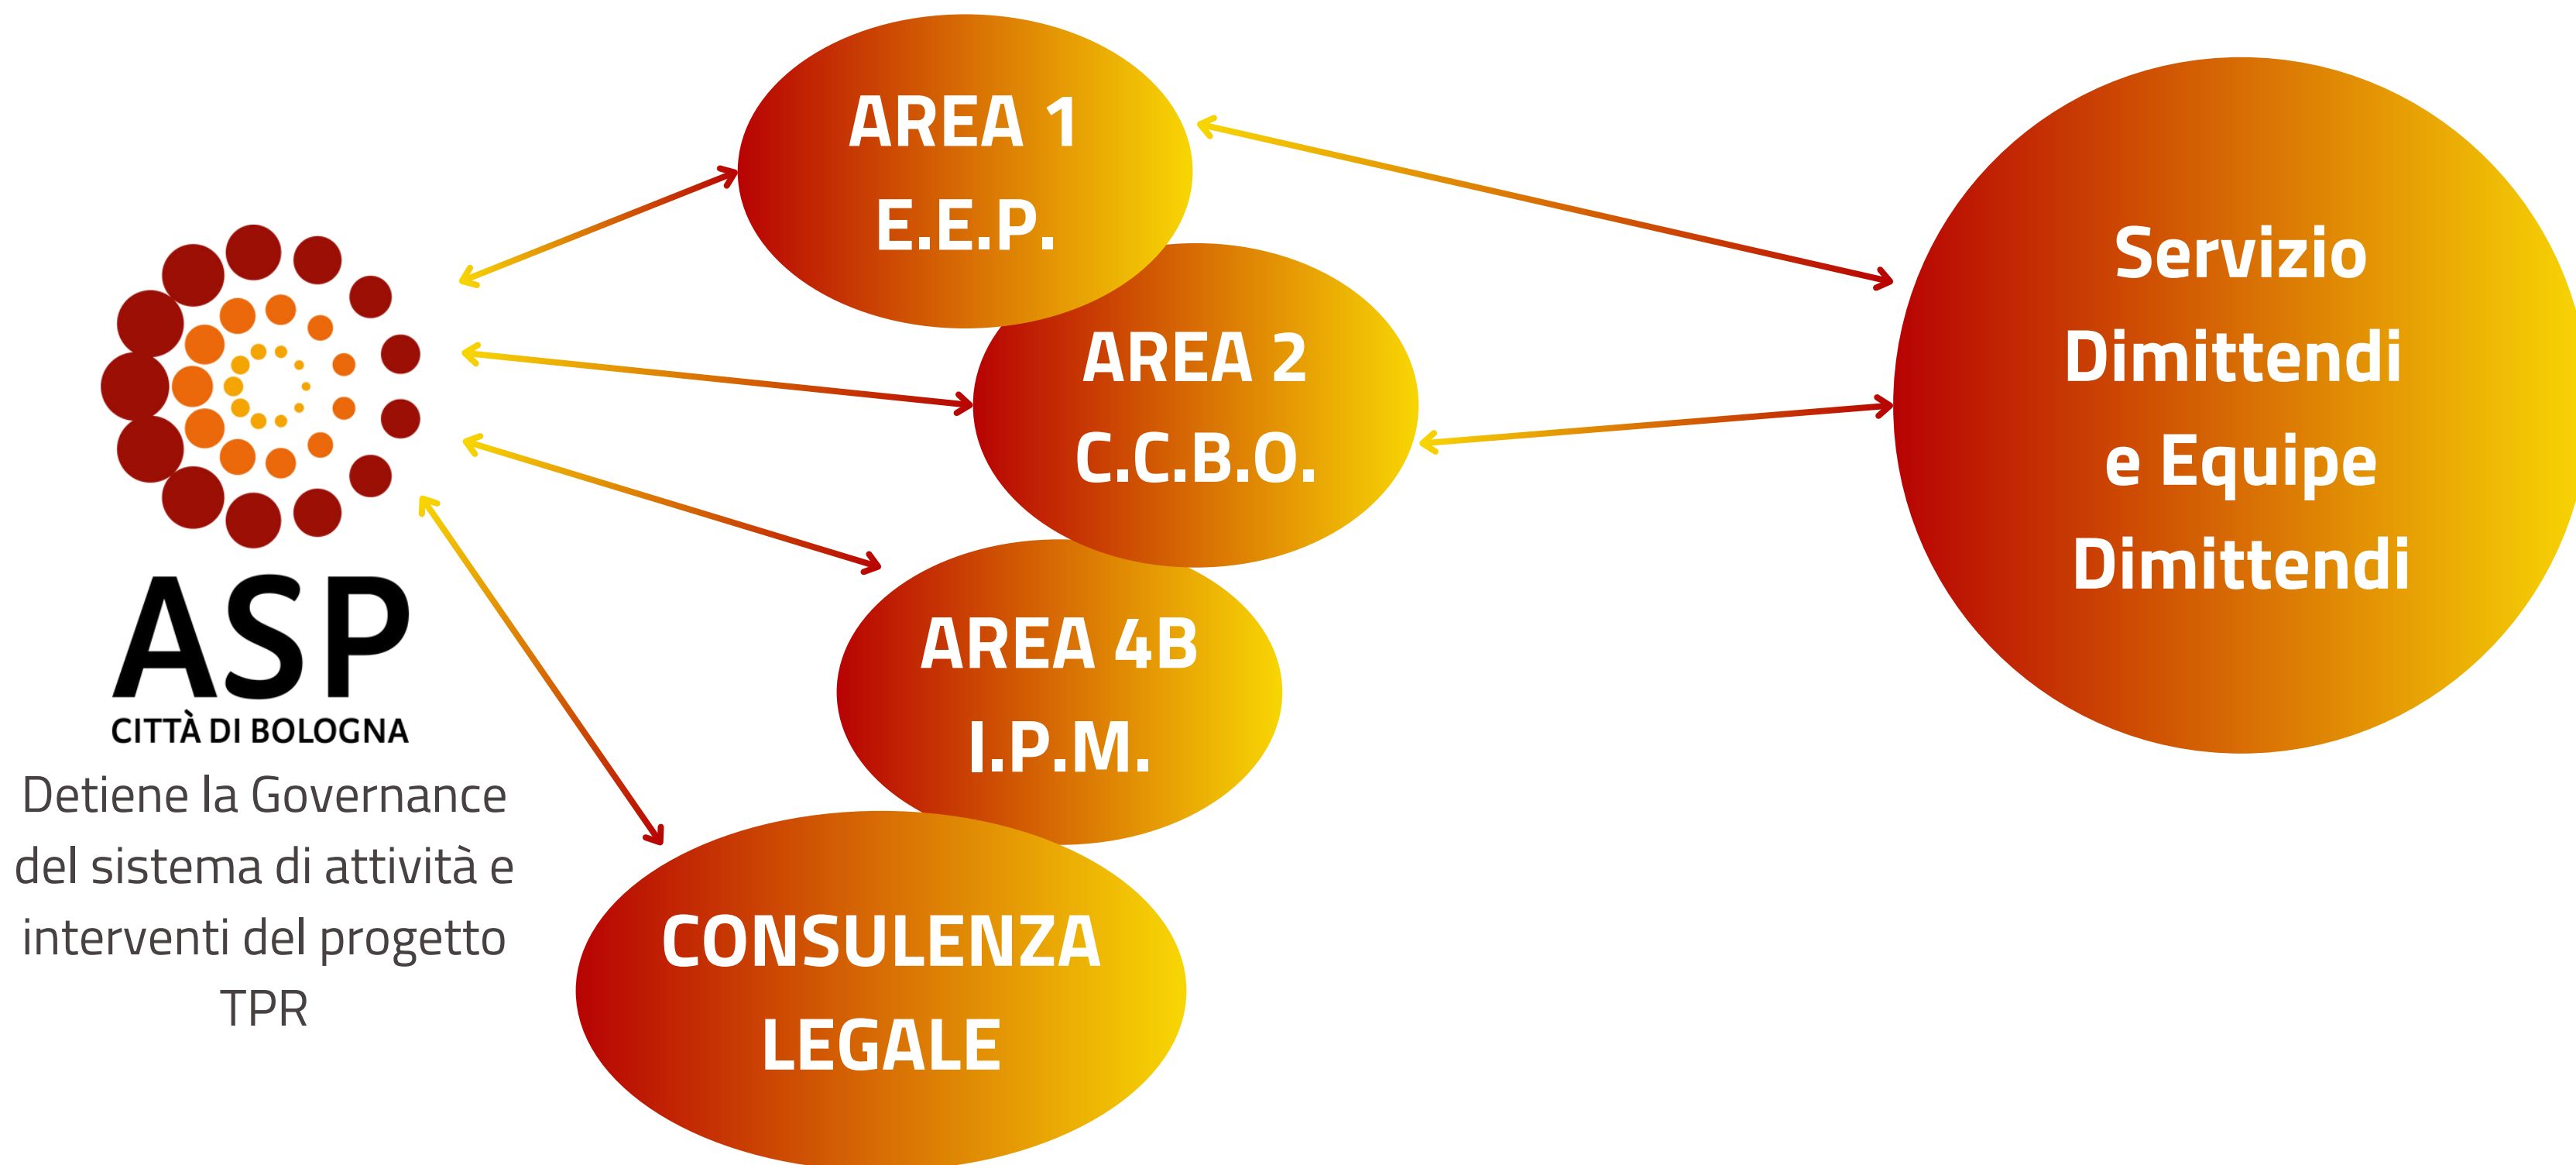 ASP
CITTÀ DI BOLOGNA
Detiene la Governance
del sistema di attività e
interventi del progetto
TPR
AREA 1
E.E.P.
AREA 2
C.C.B.O.
AREA 4B
I.P.M.
CONSULENZA
LEGALE
Servizio
Dimittendi
e Equipe
Dimittendi